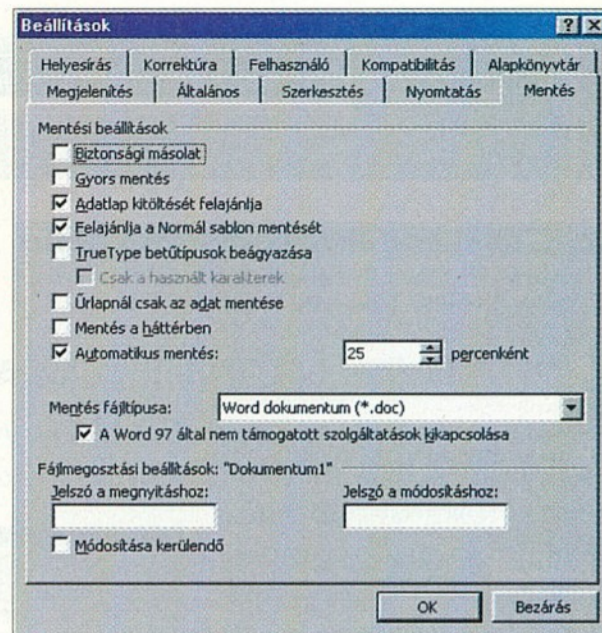 Beállítások
Helyesírás Korrektúra Felhasználó Kompatibilitás Alapkönyvtár
Megjelenítés Általános Szerkesztés Nyomtatás Mentés
Mentési beállítások
Biztonsági másolat
Gyors mentés
Adatlap kitöltését felajánlja
Felajánlja a Normál sablon mentését
TrueType betűtípusok beágyazása
Csak a használt karakterek
Űrlapnál csak az adat mentése
Mentés a háttérben
Automatikus mentés: 25 percenként
Mentés fájltípusa: Word dokumentum (*.doc)
A Word 97 által nem támogatott szolgáltatások kikapcsolása
Fájlmegosztási beállítások: "Dokumentum1"
Jelszó a megnyitáshoz: Jelszó a módosításhoz:
Módosítása kerülendő
OK Bezárás